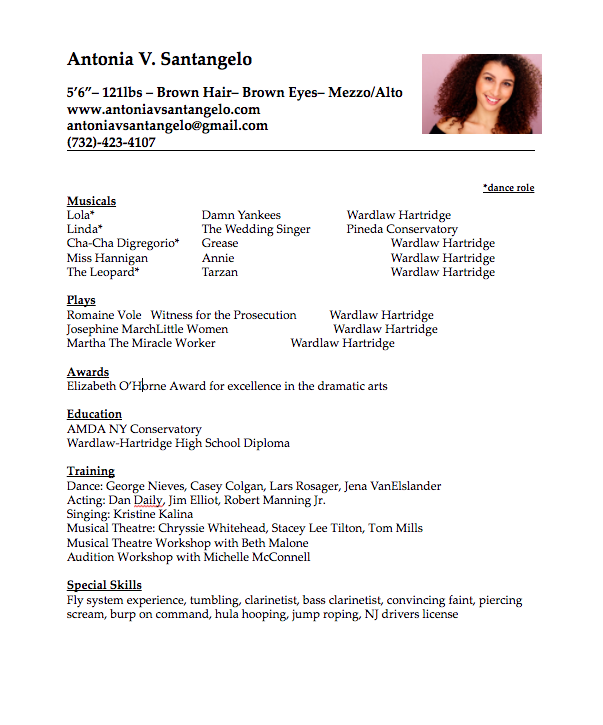 Antonia V. Santangelo
5’6”– 121lbs – Brown Hair– Brown Eyes– Mezzo/Alto
www.antoniavsantangelo.com
antoniavsantangelo@gmail.com
(732)-423-4107
*dance role
Musicals
Lola* Damn Yankees Wardlaw Hartridge
Linda* The Wedding Singer Pineda Conservatory
Cha-Cha Digregorio* Grease Wardlaw Hartridge
Miss Hannigan Annie Wardlaw Hartridge
The Leopard* Tarzan Wardlaw Hartridge
Plays
Romaine Vole Witness for the Prosecution Wardlaw Hartridge
Josephine MarchLittle Women Wardlaw Hartridge
Martha The Miracle Worker Wardlaw Hartridge
Awards
Elizabeth O’Horne Award for excellence in the dramatic arts
Education
AMDA NY Conservatory
Wardlaw-Hartridge High School Diploma
Training
Dance: George Nieves, Casey Colgan, Lars Rosager, Jena VanElslander
Acting: Dan Daily, Jim Elliot, Robert Manning Jr.
Singing: Kristine Kalina
Musical Theatre: Chryssie Whitehead, Stacey Lee Tilton, Tom Mills
Musical Theatre Workshop with Beth Malone
Audition Workshop with Michelle McConnell
Special Skills
Fly system experience, tumbling, clarinetist, bass clarinetist, convincing faint, piercing
scream, burp on command, hula hooping, jump roping, NJ drivers license